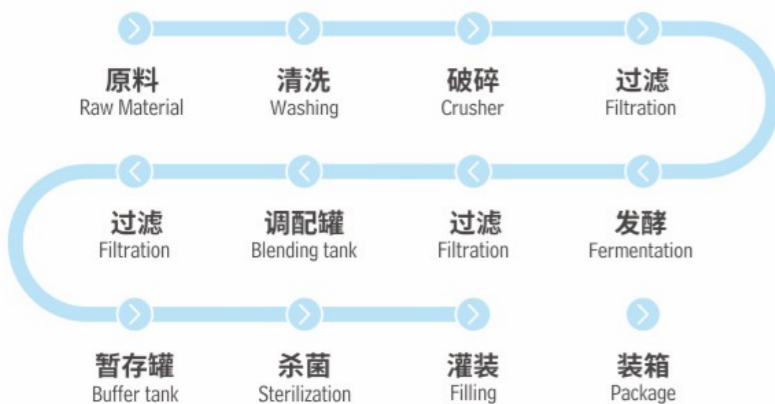 原料
Raw Material
清洗
Washing
破碎
Crusher
过滤
Filtration
发酵
Fermentation
过滤
Filtration
调配罐
Blending tank
过滤
Filtration
暂存罐
Buffer tank
杀菌
Sterilization
灌装
Filling
装箱
Package